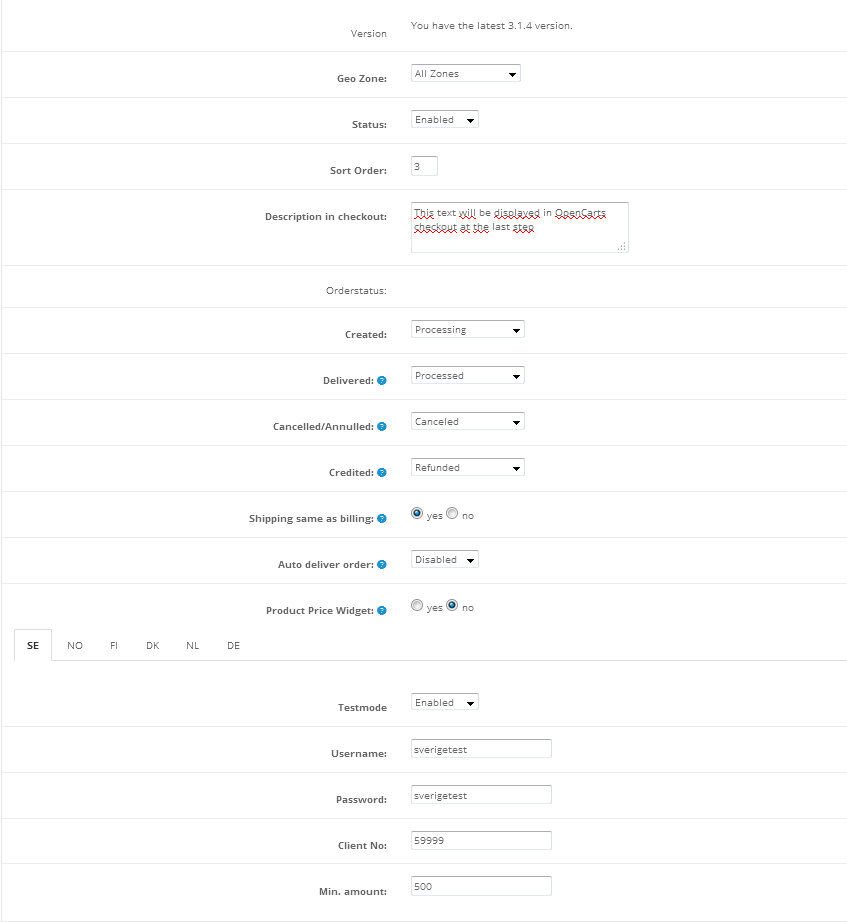 Version You have the latest 3.1.4 version.
Geo Zone: All Zones
Status: Enabled
Sort Order: 3
Description in checkout: This text will be displayed in OpenCarts
checkout at the last step
Orderstatus:
Created: Processing
Delivered: ? Processed
Cancelled/Annulled: ? Canceled
Credited: ? Refunded
Shipping same as billing: ? yes no
Auto deliver order: ? Disabled
Product Price Widget: ? yes no
SE NO FI DK NL DE
Testmode Enabled
Username: sverigetest
Password: sverigetest
Client No: 59999
Min. amount: 500